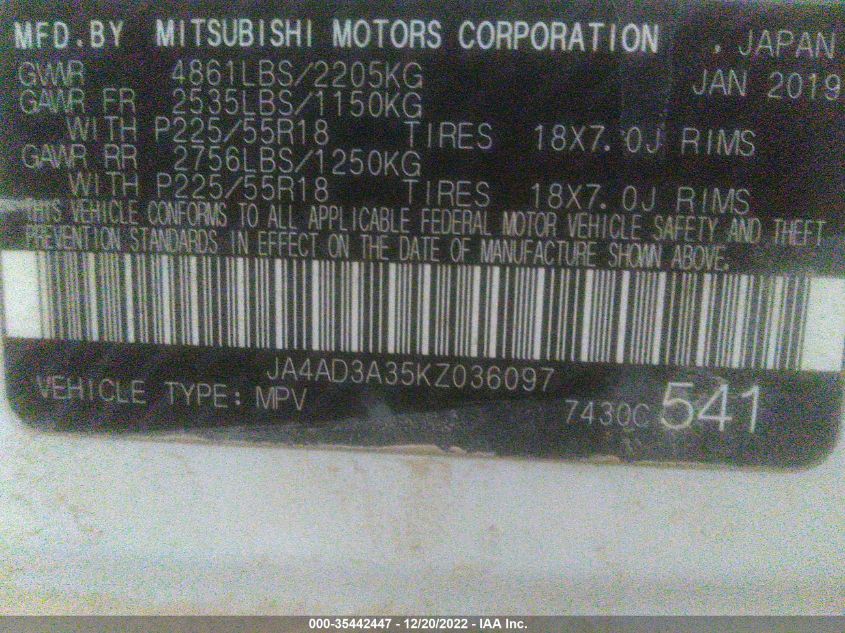 MFD.BY MITSUBISHI MOTORS CORPORATION , JAPAN
GVWR 4861LBS/2205KG JAN 2019
GAWR FR 2535LBS/1150KG
WITH P225/55R18 TIRES 18X7.0J RIMS
GAWR RR 2756LBS/1250KG
WITH P225/55R18 TIRES 18X7.0J RIMS
THIS VEHICLE CONFORMS TO ALL APPLICABLE FEDERAL MOTOR VEHICLE SAFETY AND THEFT
PREVENTION STANDARDS IN EFFECT ON THE DATE OF MANUFACTURE SHOWN ABOVE.
JA4AD3A35KZ036097
VEHICLE TYPE: MPV 7430C 541
000-35442447 - 12/20/2022 - IAA Inc.